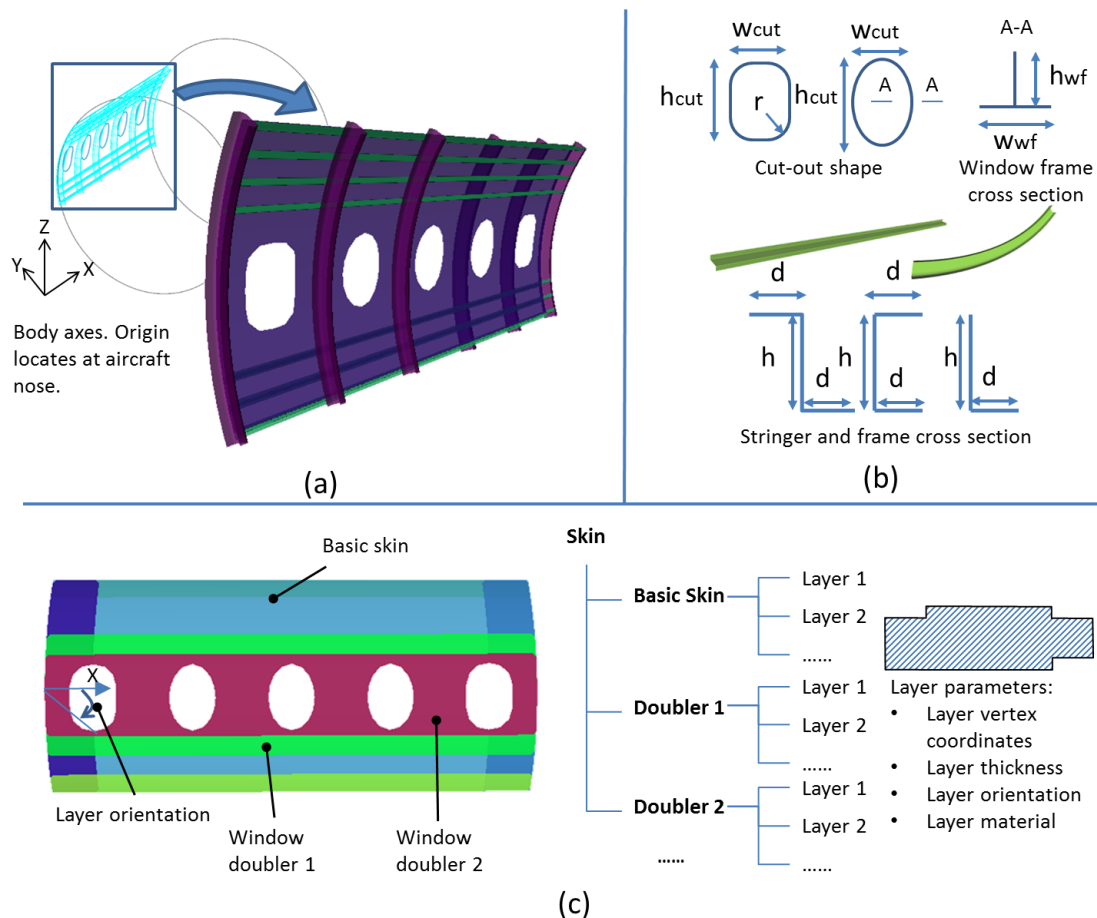 Z
Y
X
Body axes. Origin
locates at aircraft
nose.
(a)
wcut
wcut
A-A
hcut
r
hcut
A
A
hwf
wwf
Cut-out shape
Window frame
cross section
d
d
h
d
h
d
h
d
Stringer and frame cross section
(b)
Basic skin
X
Layer orientation
Window
doubler 1
Window
doubler 2
Skin
Basic Skin
Layer 1
Layer 2
......
Doubler 1
Layer 1
Layer 2
......
Doubler 2
Layer 1
Layer 2
......
......
Layer parameters:
• Layer vertex
coordinates
• Layer thickness
• Layer orientation
• Layer material
(c)